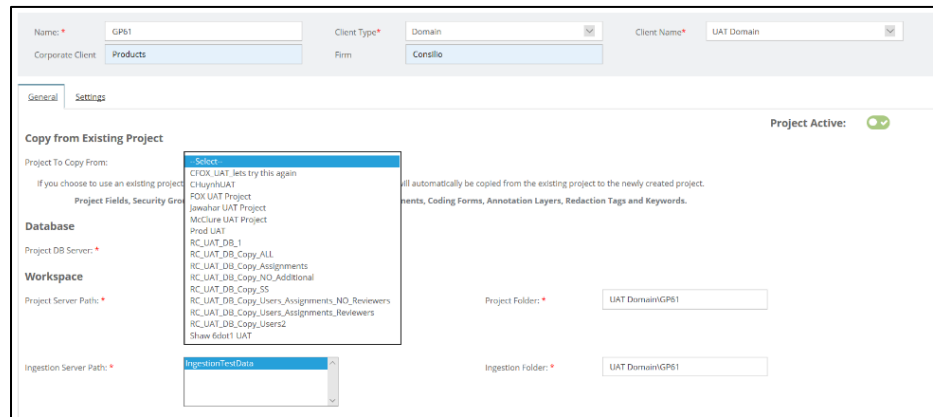 Name: * GP61 Client Type* Domain Client Name* UAT Domain
Corporate Client Products Firm Consilio
General Settings
Project Active:
Copy from Existing Project
Project To Copy From:
--Select--
CFOX_UAT_lets try this again
CHuynhUAT
FOX UAT Project
Jawahar UAT Project
McClure UAT Project
Prod UAT
RC_UAT_DB_1
RC_UAT_DB_Copy_ALL
RC_UAT_DB_Copy_Assignments
RC_UAT_DB_Copy_NO_Additional
RC_UAT_DB_Copy_SS
RC_UAT_DB_Copy_Users_Assignments_NO_Reviewers
RC_UAT_DB_Copy_Users_Assignments_Reviewers
RC_UAT_DB_Copy_Users2
Shaw 6dot1 UAT
If you choose to use an existing project will automatically be copied from the existing project to the newly created project.
Project Fields, Security Gro ments, Coding Forms, Annotation Layers, Redaction Tags and Keywords.
Database
Project DB Server: *
Workspace
Project Server Path: * Project Folder: * UAT Domain\GP61
Ingestion Server Path: * IngestionTestData Ingestion Folder: * UAT Domain\GP61